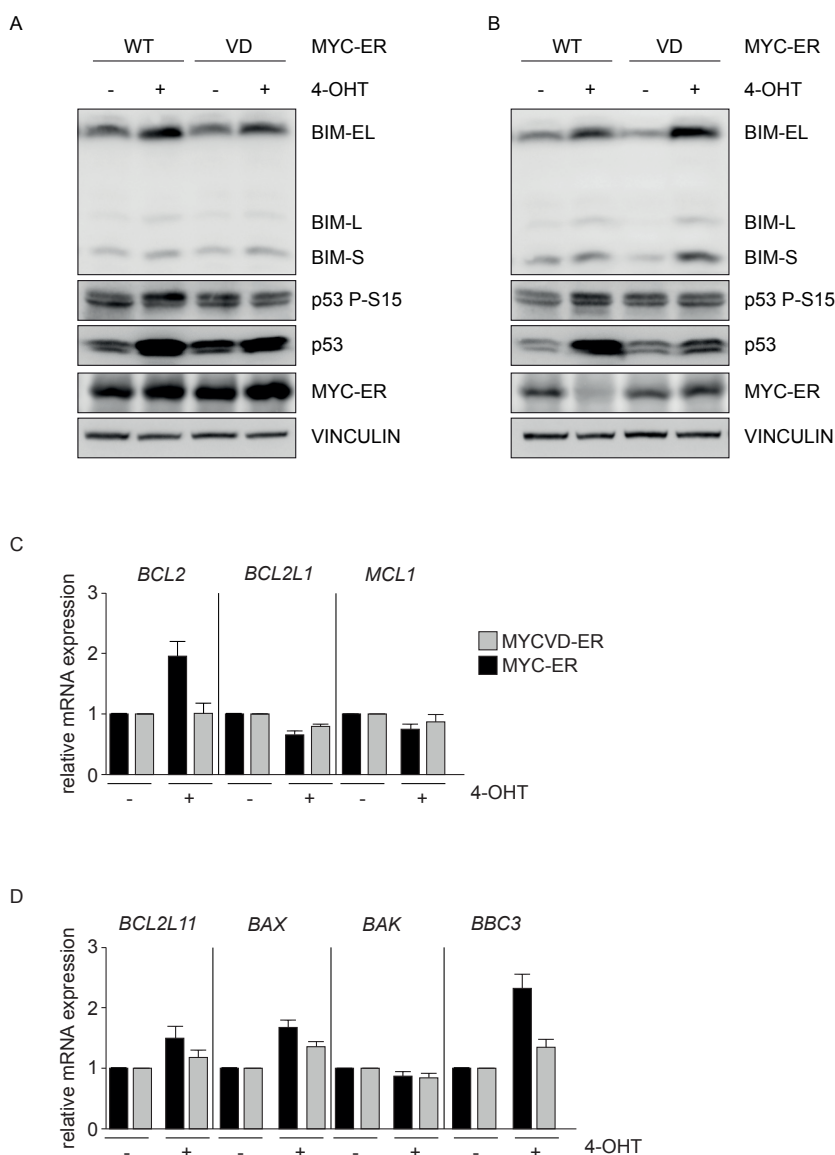 A
WT VD MYC-ER
- + - + 4-OHT
BIM-EL
BIM-L
BIM-S
p53 P-S15
p53
MYC-ER
VINCULIN
B
WT VD MYC-ER
- + - + 4-OHT
BIM-EL
BIM-L
BIM-S
p53 P-S15
p53
MYC-ER
VINCULIN
C
BCL2 BCL2L1 MCL1
relative mRNA expression
3
2
1
0
- + - + - + 4-OHT
MYCVD-ER
MYC-ER
D
BCL2L11 BAX BAK BBC3
relative mRNA expression
3
2
1
0
- + - + - + - + 4-OHT